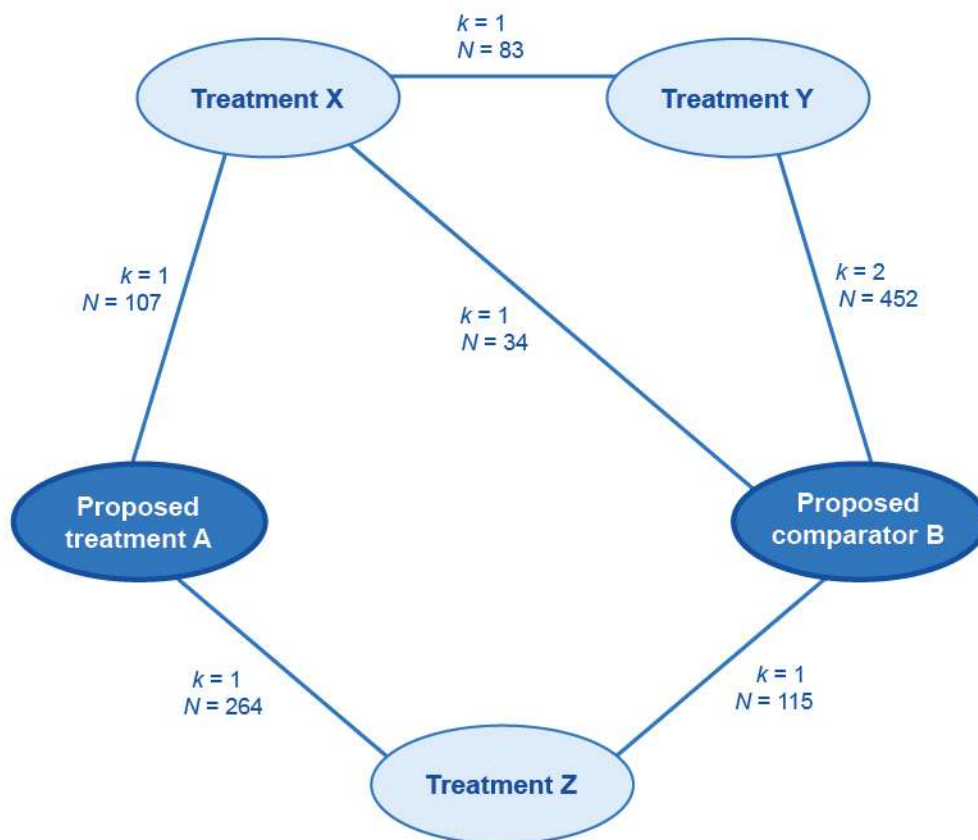 k = 1
N = 83
Treatment X
Treatment Y
k = 1
N = 107
k = 1
N = 34
k = 2
N = 452
Proposed
treatment A
Proposed
comparator B
k = 1
N = 264
k = 1
N = 115
Treatment Z